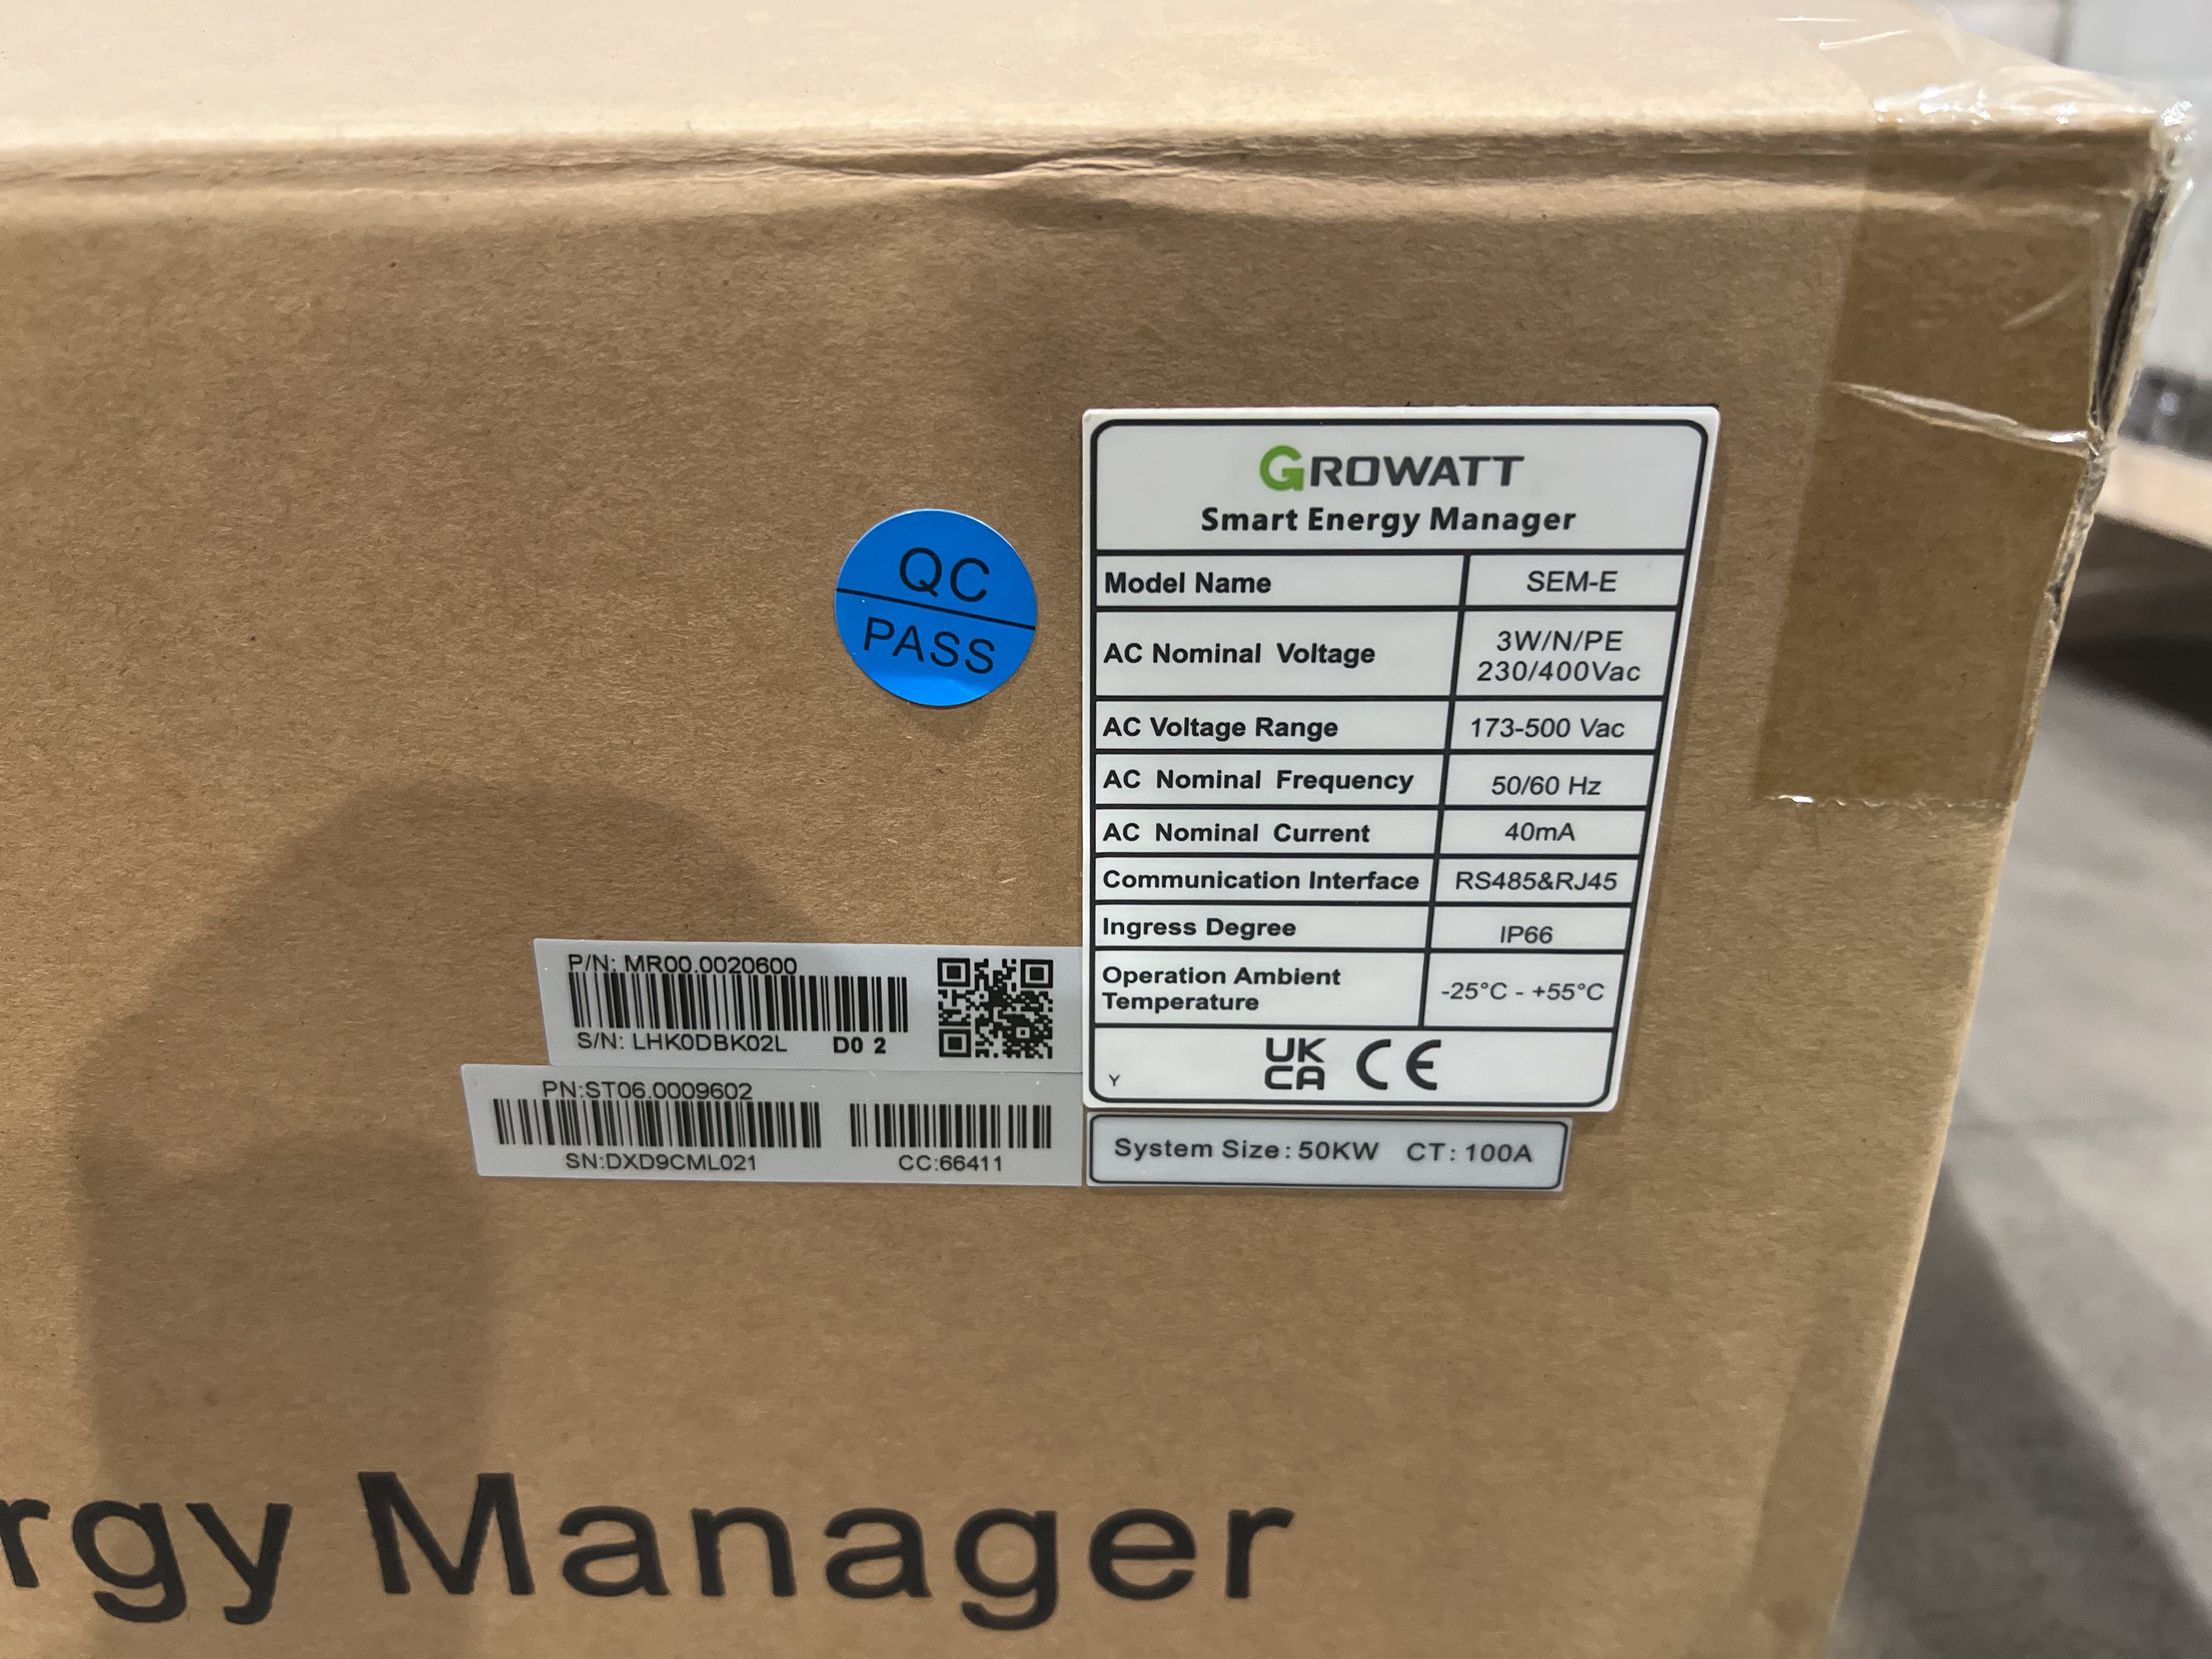 QC
PASS
GROWATT
Smart Energy Manager
Model Name SEM-E
AC Nominal Voltage 3W/N/PE 230/400Vac
AC Voltage Range 173-500 Vac
AC Nominal Frequency 50/60 Hz
AC Nominal Current 40mA
Communication Interface RS485&RJ45
Ingress Degree IP66
Operation Ambient Temperature -25°C - +55°C
Y UK CA CE
System Size: 50KW CT: 100A
P/N: MR00.0020600
S/N: LHK0DBK02L D0 2
PN:ST06.0009602
SN:DXD9CML021 CC:66411
rgy Manager